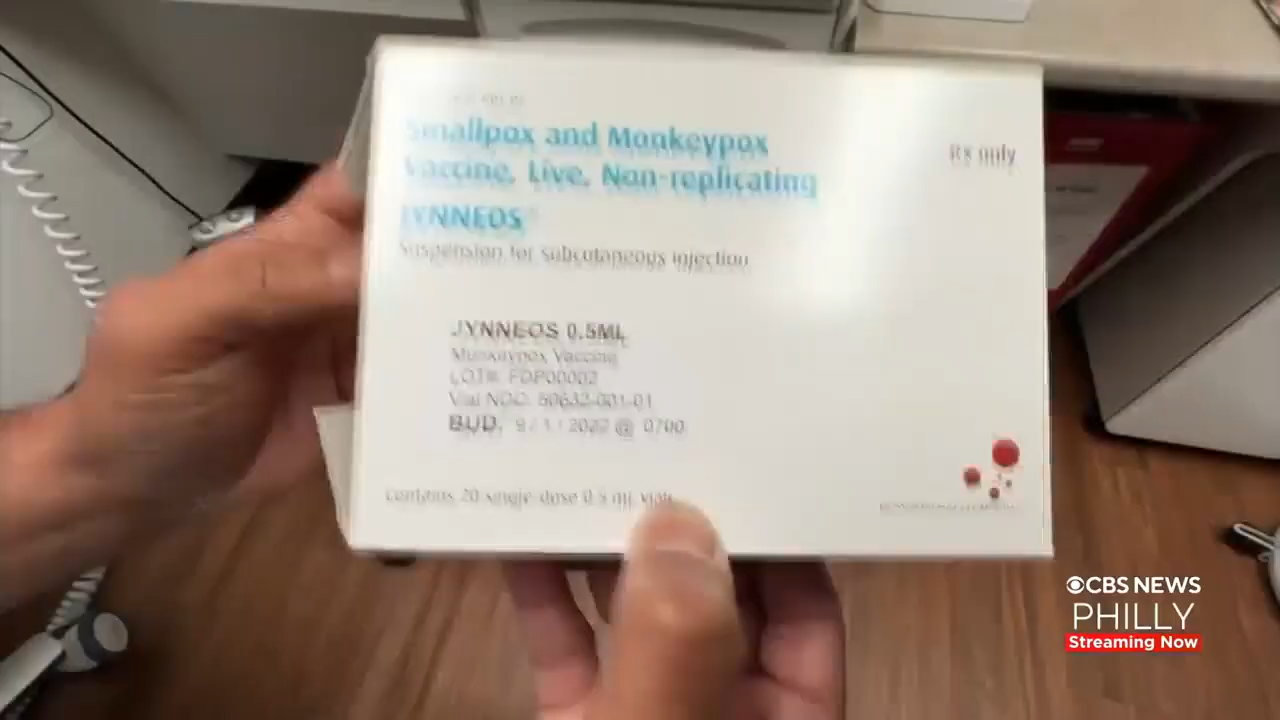 Smallpox and Monkeypox
Vaccine, Live, Non-replicating
JYNNEOS
Suspension for subcutaneous injection
Rx only
JYNNEOS 0.5ML
Monkeypox Vaccine
LOT#: FDP00002
Vial NDC: 50632-001-01
BUD: 9 / 1 / 2022 @ 0700
Contains 20 single-dose 0.5 mL vials
CBS NEWS
PHILLY
Streaming Now